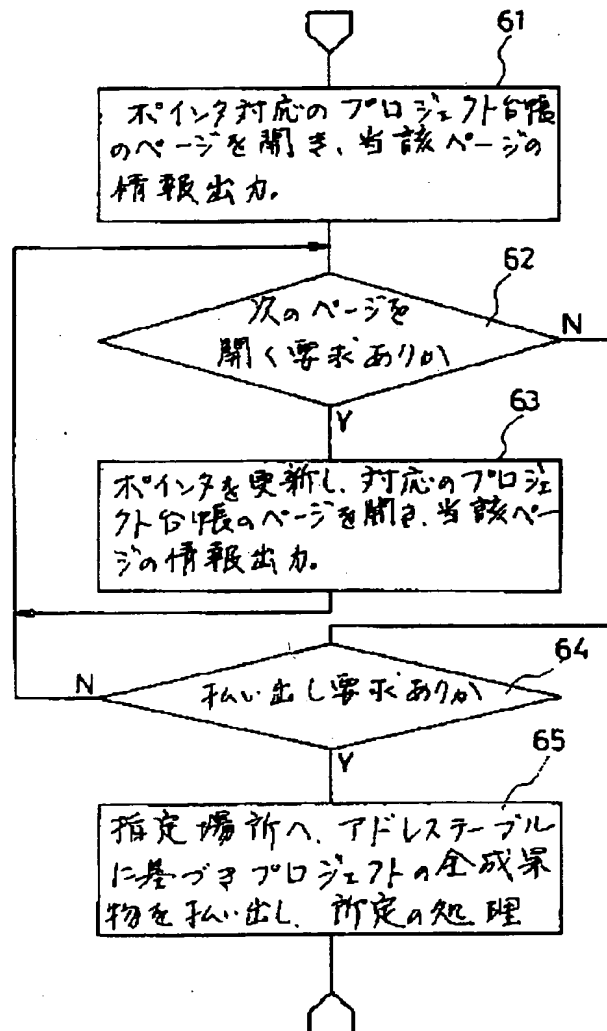 61
ポインタ対応のプロジェクト台帳
のページを開き、当該ページの
情報出力。
62
次のページを
開く要求ありか
N
Y
63
ポインタを更新し、対応のプロジェ
クト台帳のページを開き、当該ペー
ジの情報出力。
64
払い出し要求ありか
N
Y
65
指定場所へ、アドレステーブル
に基づきプロジェクトの全成果
物を払い出し、所定の処理